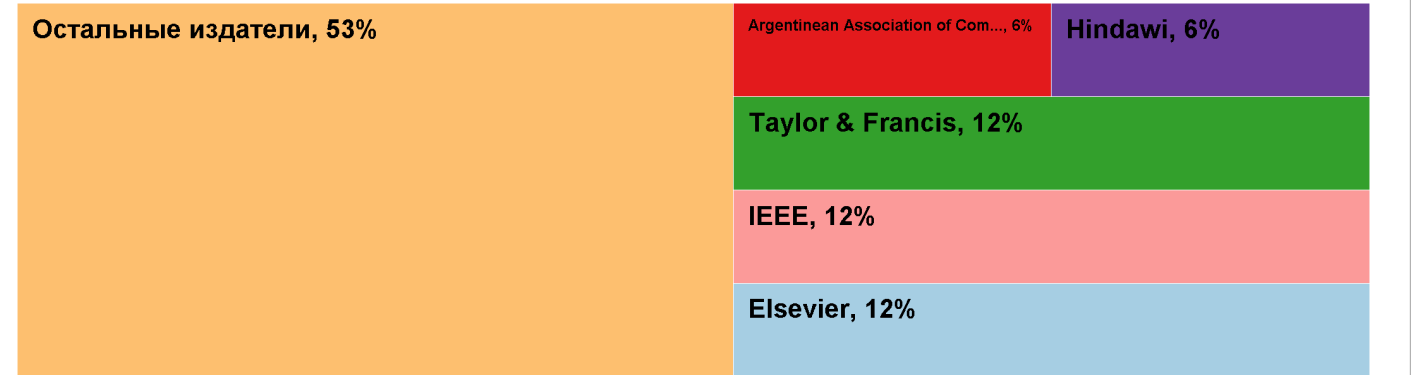 Остальные издатели, 53%
Argentinean Association of Com..., 6%
Hindawi, 6%
Taylor & Francis, 12%
IEEE, 12%
Elsevier, 12%